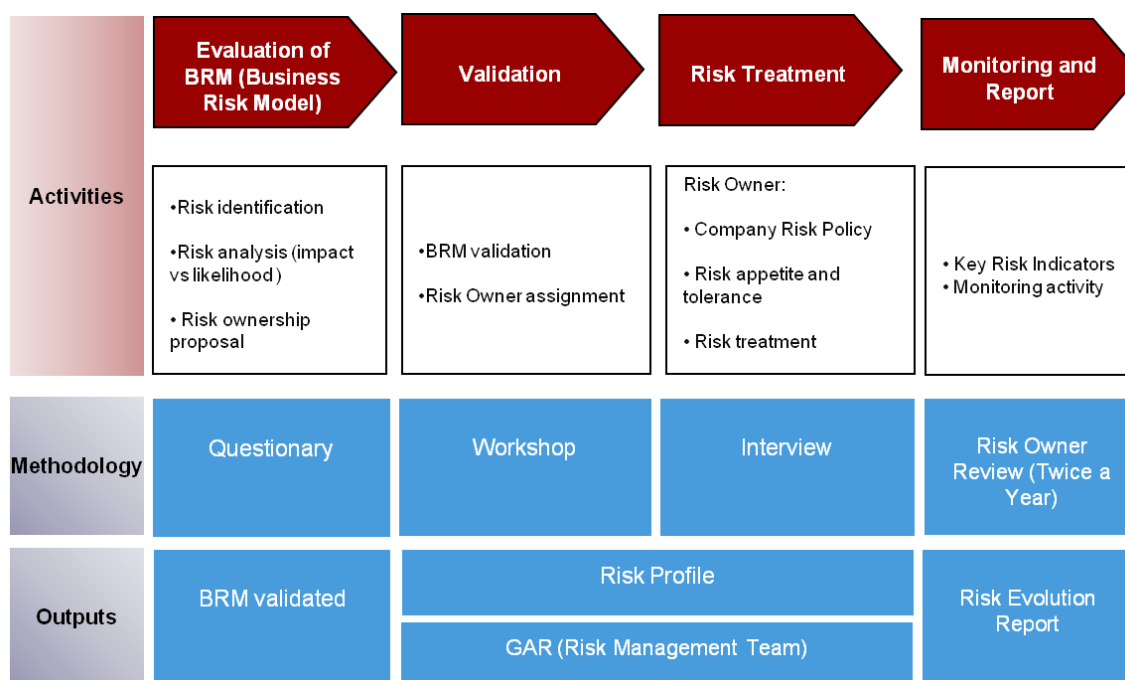 Evaluation of
BRM (Business
Risk Model)
Validation
Risk Treatment
Monitoring and
Report
Activities
•Risk identification
•Risk analysis (impact
vs likelihood )
• Risk ownership
proposal
•BRM validation
•Risk Owner assignment
Risk Owner:
• Company Risk Policy
• Risk appetite and
tolerance
• Risk treatment
• Key Risk Indicators
• Monitoring activity
Methodology
Questionary
Workshop
Interview
Risk Owner
Review (Twice a
Year)
Outputs
BRM validated
Risk Profile
GAR (Risk Management Team)
Risk Evolution
Report